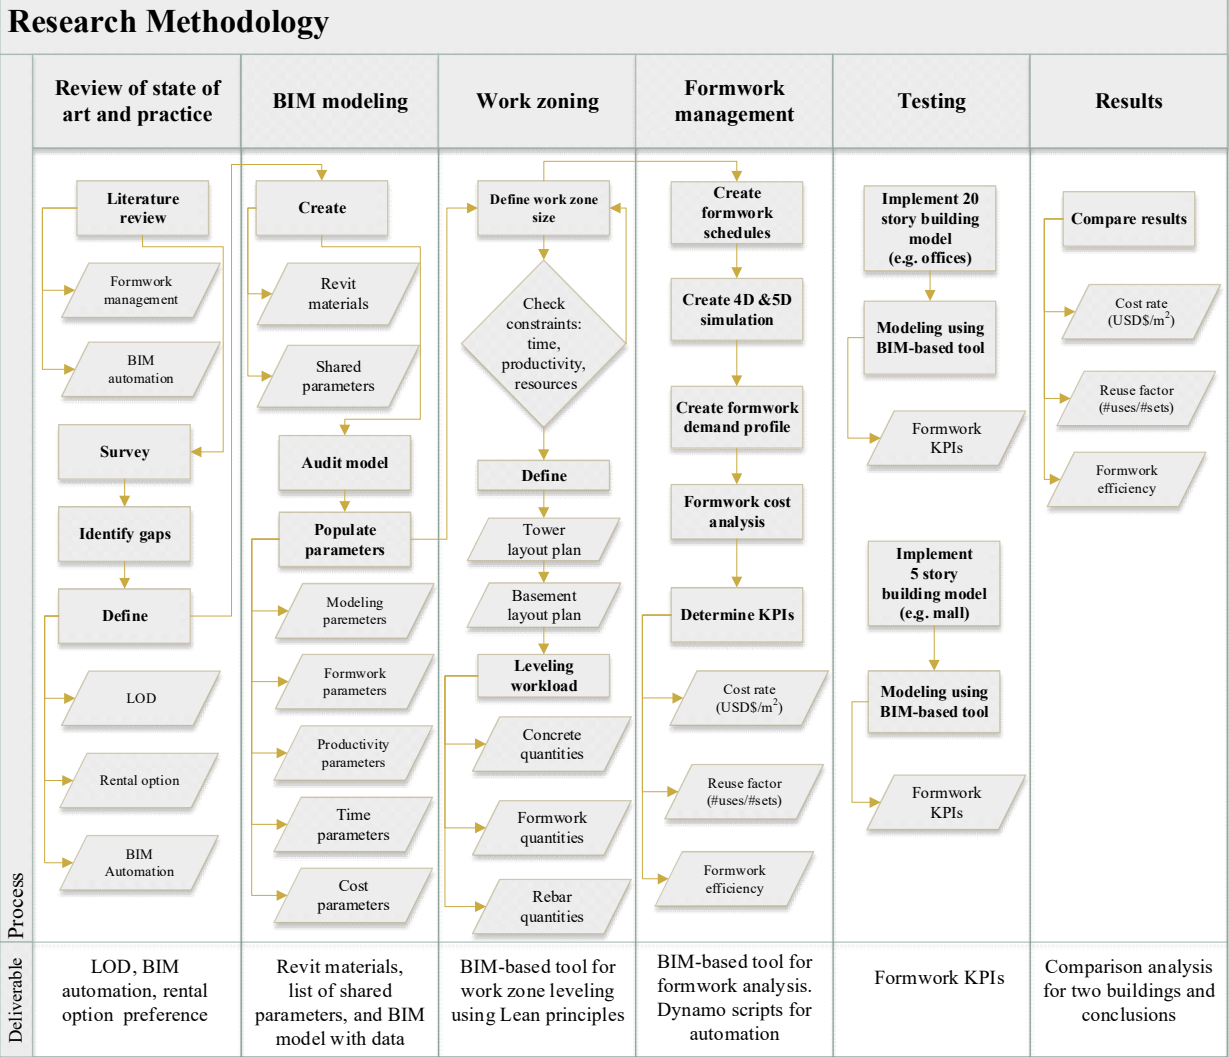 Research Methodology
Process
Deliverable
Review of state of
art and practice
Literature
review
Formwork
management
BIM
automation
Survey
Identify gaps
Define
LOD
Rental option
BIM
Automation
LOD, BIM
automation, rental
option preference
BIM modeling
Create
Revit
materials
Shared
parameters
Audit model
Populate
parameters
Modeling
paremeters
Formwork
parameters
Productivity
parameters
Time
parameters
Cost
parameters
Revit materials,
list of shared
parameters, and BIM
model with data
Work zoning
Define work zone
size
Check
constraints:
time,
productivity,
resources
Define
Tower
layout plan
Basement
layout plan
Leveling
workload
Concrete
quantities
Formwork
quantities
Rebar
quantities
BIM-based tool for
work zone leveling
using Lean principles
Formwork
management
Create
formwork
schedules
Create 4D &5D
simulation
Create formwork
demand profile
Formwork cost
analysis
Determine KPIs
Cost rate
(USD$/m²)
Reuse factor
(#uses/#sets)
Formwork
efficiency
BIM-based tool for
formwork analysis.
Dynamo scripts for
automation
Testing
Implement 20
story building
model
(e.g. offices)
Modeling using
BIM-based tool
Formwork
KPIs
Implement
5 story
building model
(e.g. mall)
Modeling using
BIM-based tool
Formwork
KPIs
Formwork KPIs
Results
Compare results
Cost rate
(USD$/m²)
Reuse factor
(#uses/#sets)
Formwork
efficiency
Comparison analysis
for two buildings and
conclusions